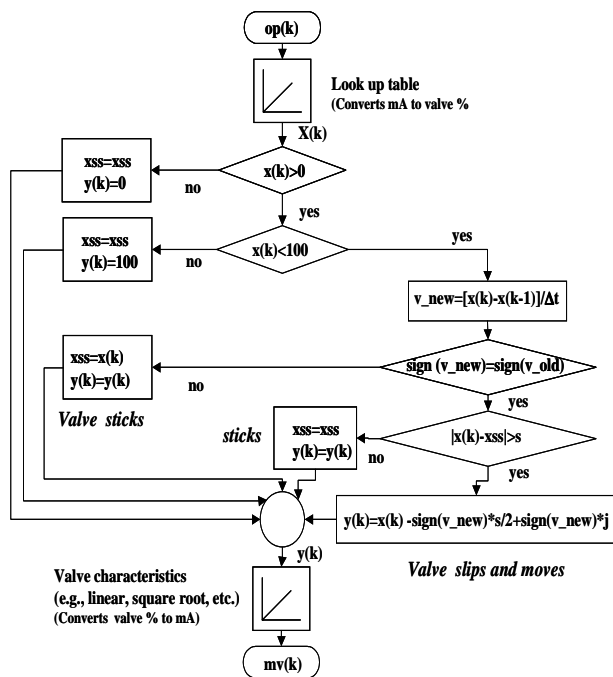 op(k)
Look up table
(Converts mA to valve %
X(k)
xss=xss
y(k)=0
no
x(k)>0
yes
xss=xss
y(k)=100
no
x(k)<100
yes
v_new=[x(k)-x(k-1)]/Δt
xss=x(k)
y(k)=y(k)
no
sign (v_new)=sign(v_old)
Valve sticks
yes
sticks
xss=xss
y(k)=y(k)
no
|x(k)-xss|>s
yes
y(k)=x(k) -sign(v_new)*s/2+sign(v_new)*j
y(k)
Valve slips and moves
Valve characteristics
(e.g., linear, square root, etc.)
(Converts valve % to mA)
mv(k)